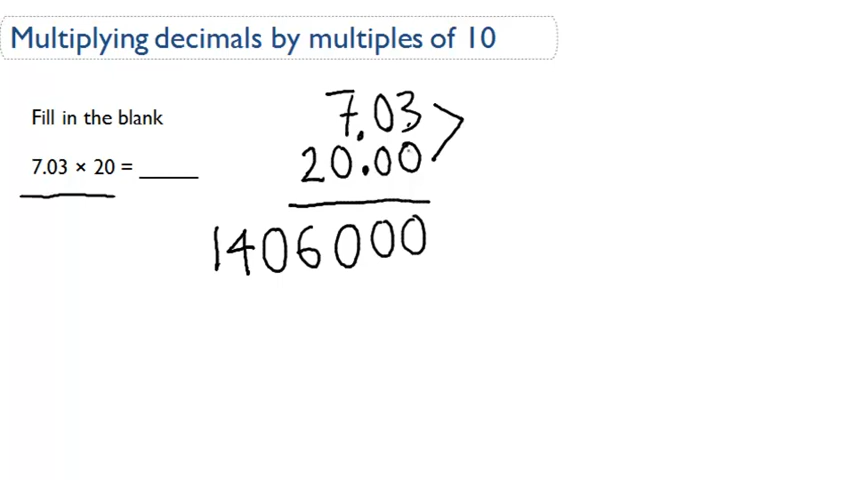 Multiplying decimals by multiples of 10
Fill in the blank
7.03 × 20 = _____
7.03
20.00
1406000